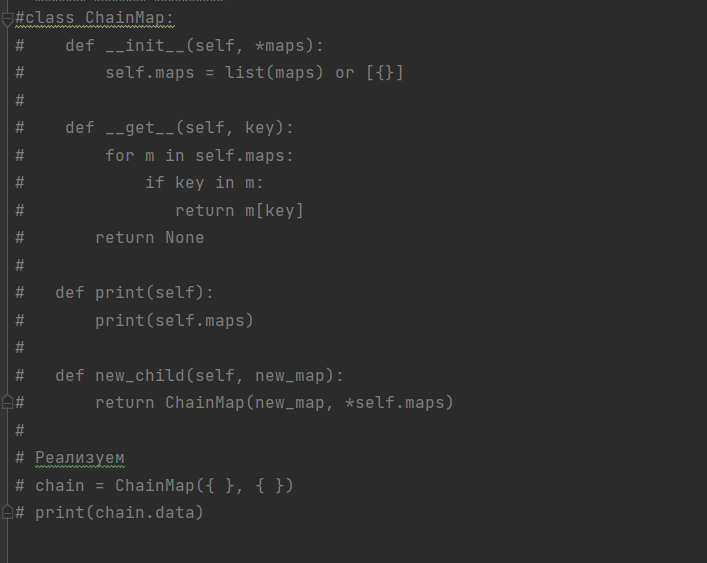 #class ChainMap:
#    def __init__(self, *maps):
#        self.maps = list(maps) or [{}]
#
#    def __get__(self, key):
#        for m in self.maps:
#            if key in m:
#               return m[key]
#       return None
#
#   def print(self):
#       print(self.maps)
#
#   def new_child(self, new_map):
#       return ChainMap(new_map, *self.maps)
#
# Реализуем
# chain = ChainMap({ }, { })
# print(chain.data)